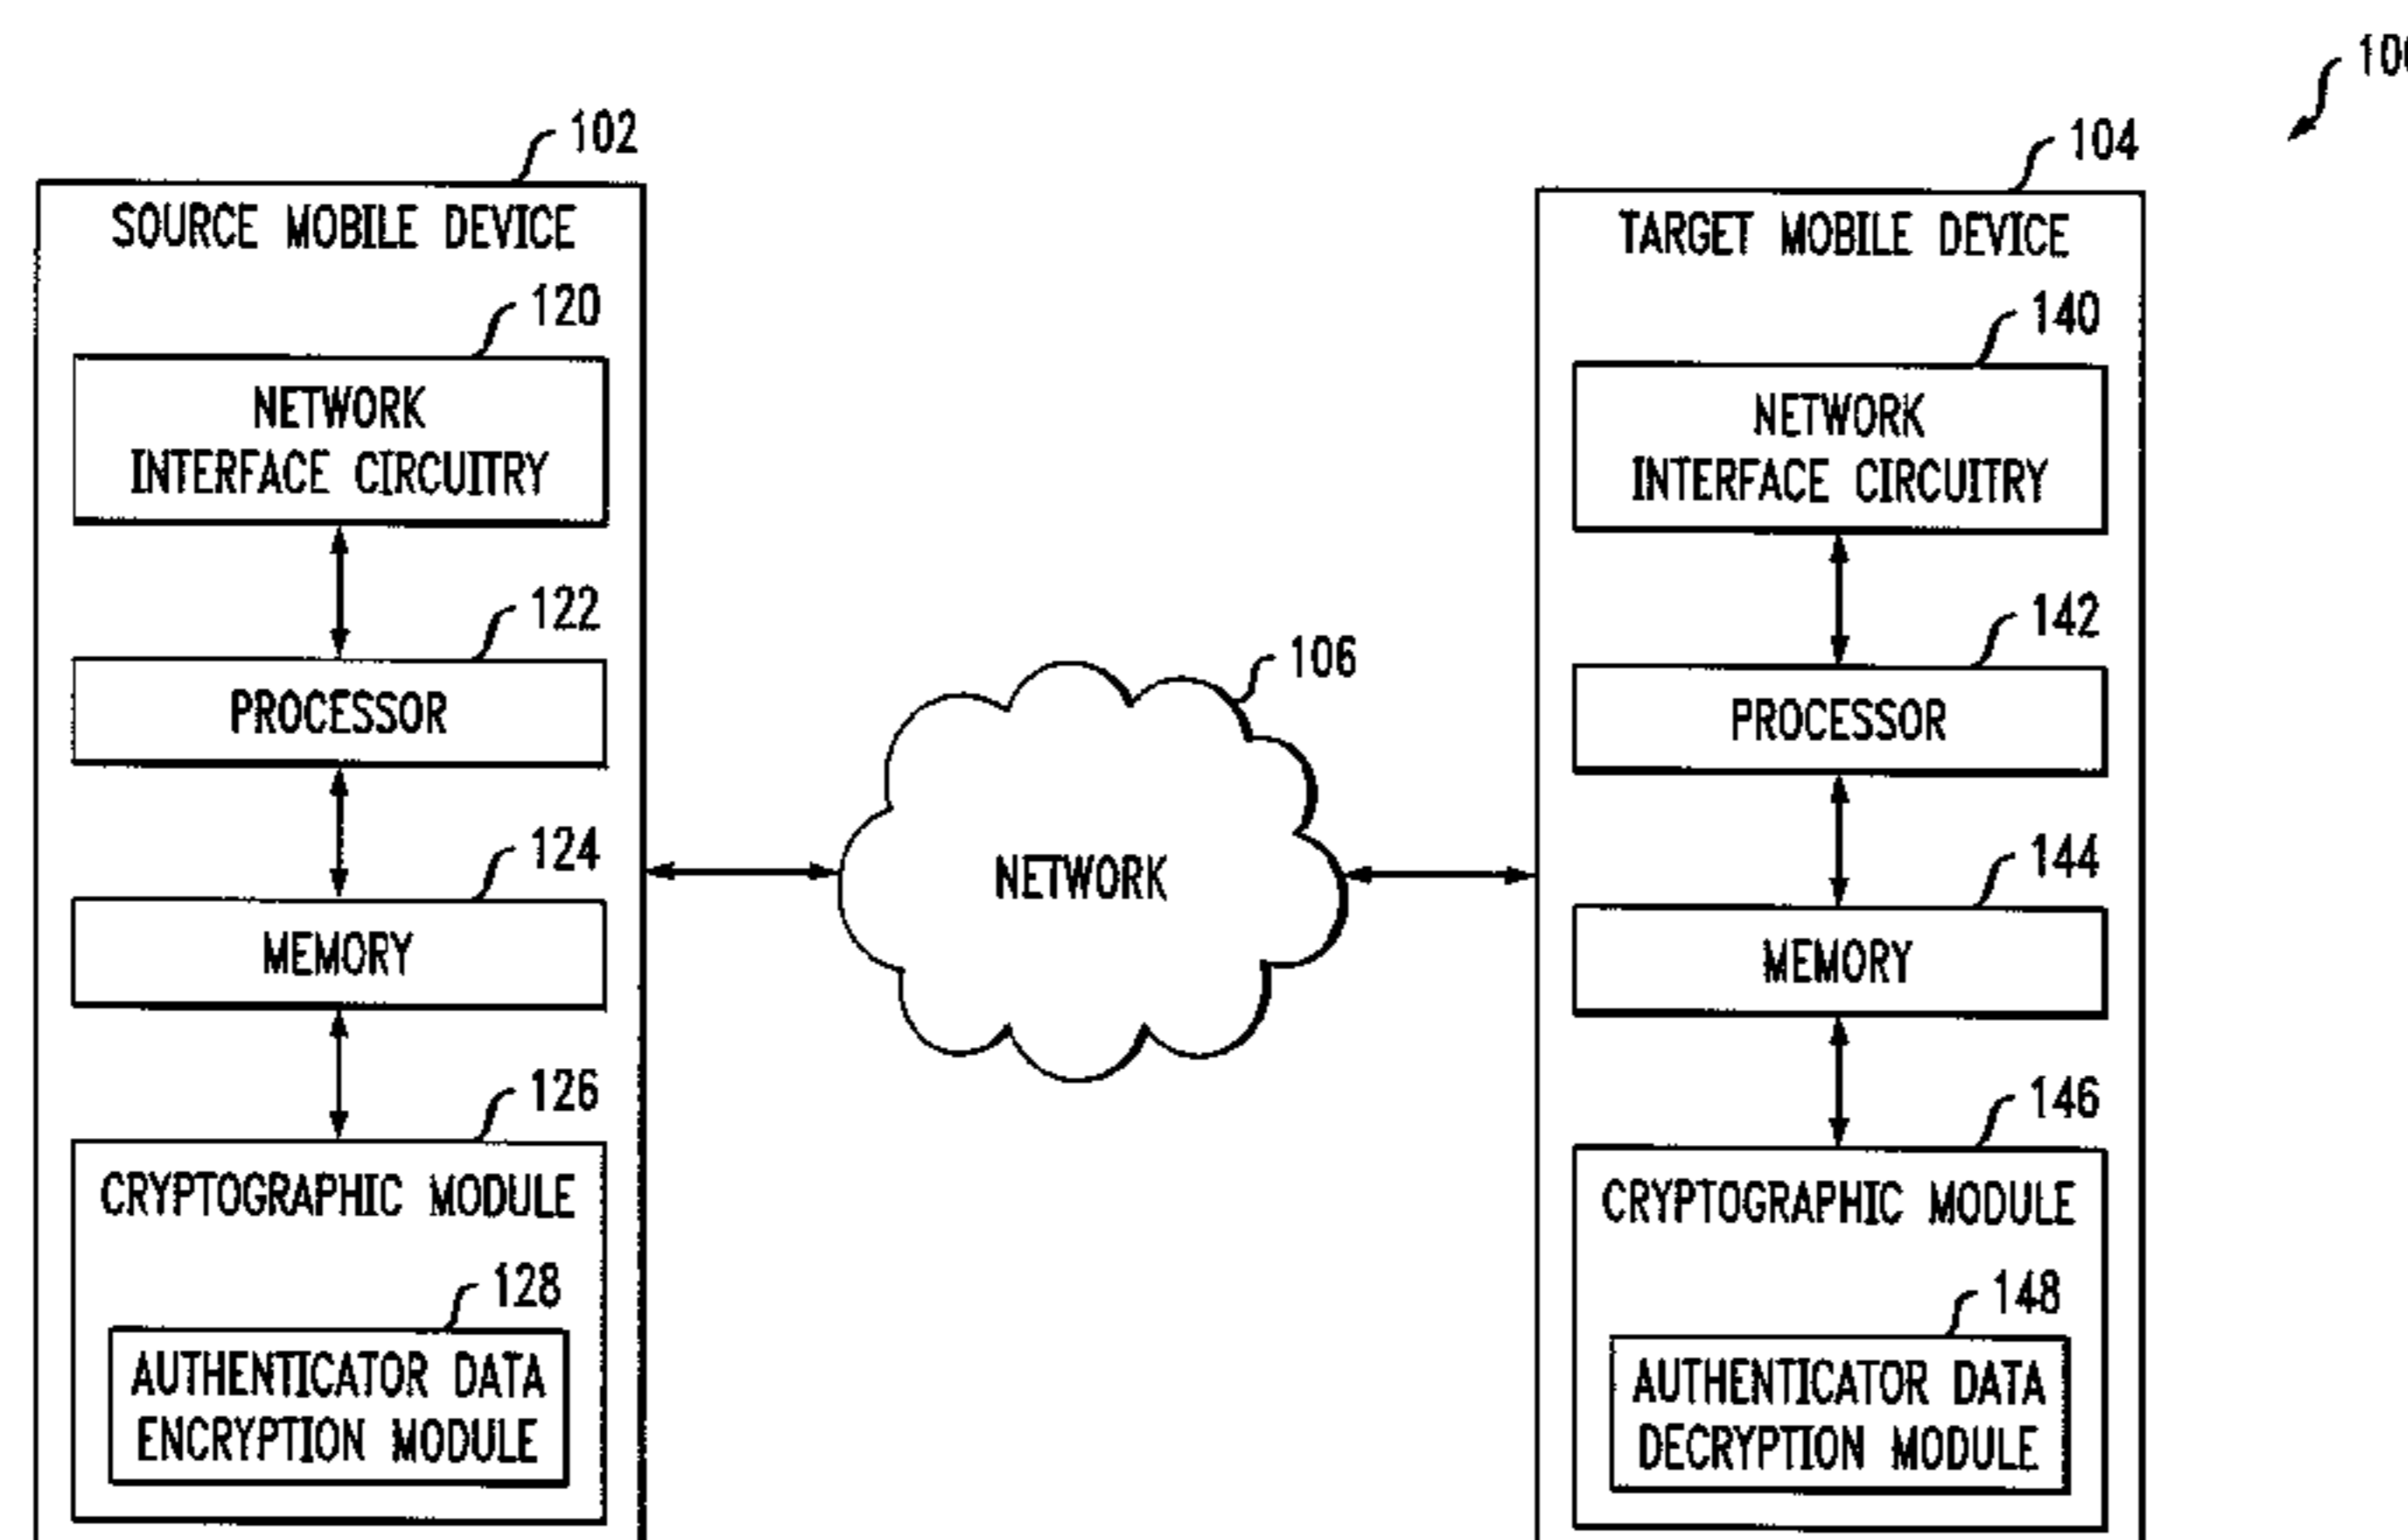 100
102
SOURCE MOBILE DEVICE
120
NETWORK
INTERFACE CIRCUITRY
122
PROCESSOR
124
MEMORY
126
CRYPTOGRAPHIC MODULE
128
AUTHENTICATOR DATA
ENCRYPTION MODULE
106
NETWORK
104
TARGET MOBILE DEVICE
140
NETWORK
INTERFACE CIRCUITRY
142
PROCESSOR
144
MEMORY
146
CRYPTOGRAPHIC MODULE
148
AUTHENTICATOR DATA
DECRYPTION MODULE